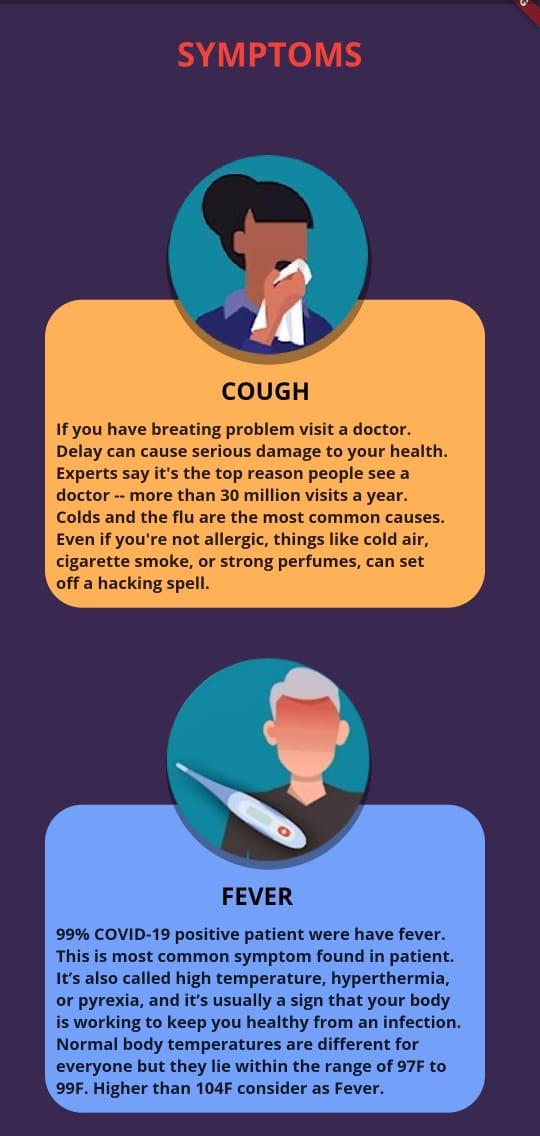 SYMPTOMS
COUGH
If you have breating problem visit a doctor.
Delay can cause serious damage to your health.
Experts say it's the top reason people see a
doctor -- more than 30 million visits a year.
Colds and the flu are the most common causes.
Even if you're not allergic, things like cold air,
cigarette smoke, or strong perfumes, can set
off a hacking spell.
FEVER
99% COVID-19 positive patient were have fever.
This is most common symptom found in patient.
It’s also called high temperature, hyperthermia,
or pyrexia, and it’s usually a sign that your body
is working to keep you healthy from an infection.
Normal body temperatures are different for
everyone but they lie within the range of 97F to
99F. Higher than 104F consider as Fever.